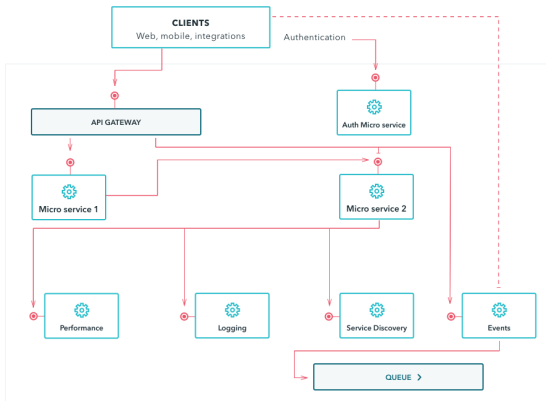 CLIENTS
Web, mobile, integrations
Authentication
API GATEWAY
Auth Micro service
Micro service 1
Micro service 2
Performance
Logging
Service Discovery
Events
QUEUE